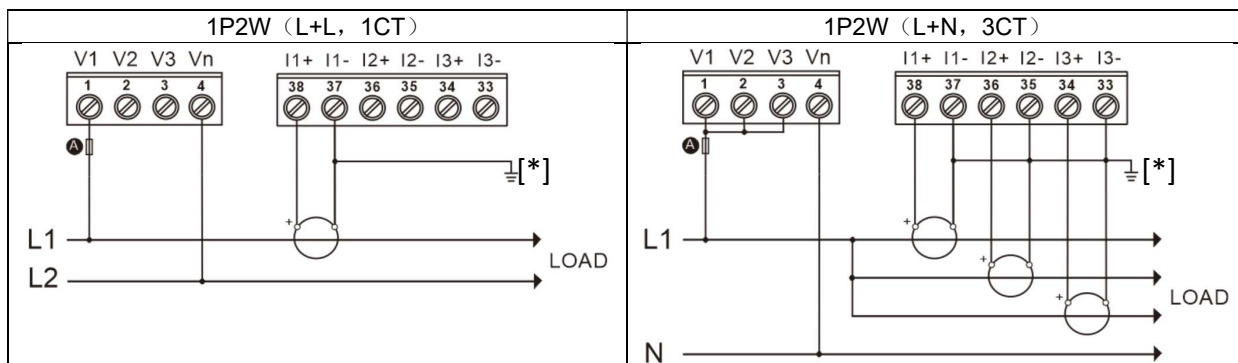 1P2W（L+L，1CT）
V1 V2 V3 Vn I1+ I1- I2+ I2- I3+ I3-
1 2 3 4 38 37 36 35 34 33
A
[*]
+
L1
LOAD
L2
1P2W（L+N，3CT）
V1 V2 V3 Vn I1+ I1- I2+ I2- I3+ I3-
1 2 3 4 38 37 36 35 34 33
A
[*]
+
L1
+
+
LOAD
N